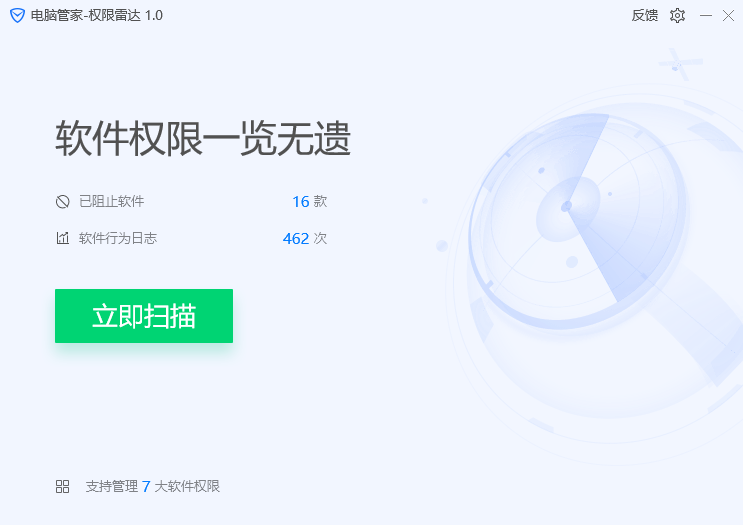 电脑管家-权限雷达 1.0 反馈
软件权限一览无遗
已阻止软件 16 款
软件行为日志 462 次
立即扫描
支持管理 7 大软件权限